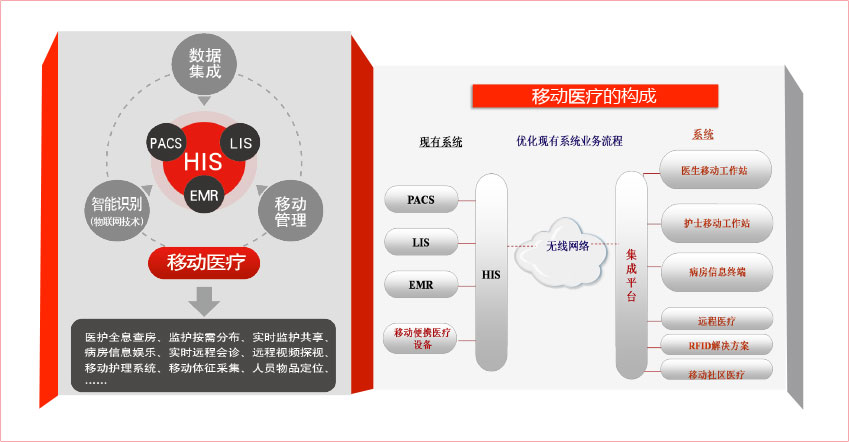 数据
集成
PACS
LIS
HIS
EMR
智能识别
(物联网技术)
移动
管理
移动医疗
医护全息查房、监护按需分布、实时监护共享、
病房信息娱乐、实时远程会诊、远程视频探视、
移动护理系统、移动体征采集、人员物品定位、
......
移动医疗的构成
现有系统
优化现有系统业务流程
系统
PACS
LIS
EMR
移动便携医疗
设备
HIS
无线网络
集成平台
医生移动工作站
护士移动工作站
病房信息终端
远程医疗
RFID解决方案
移动社区医疗